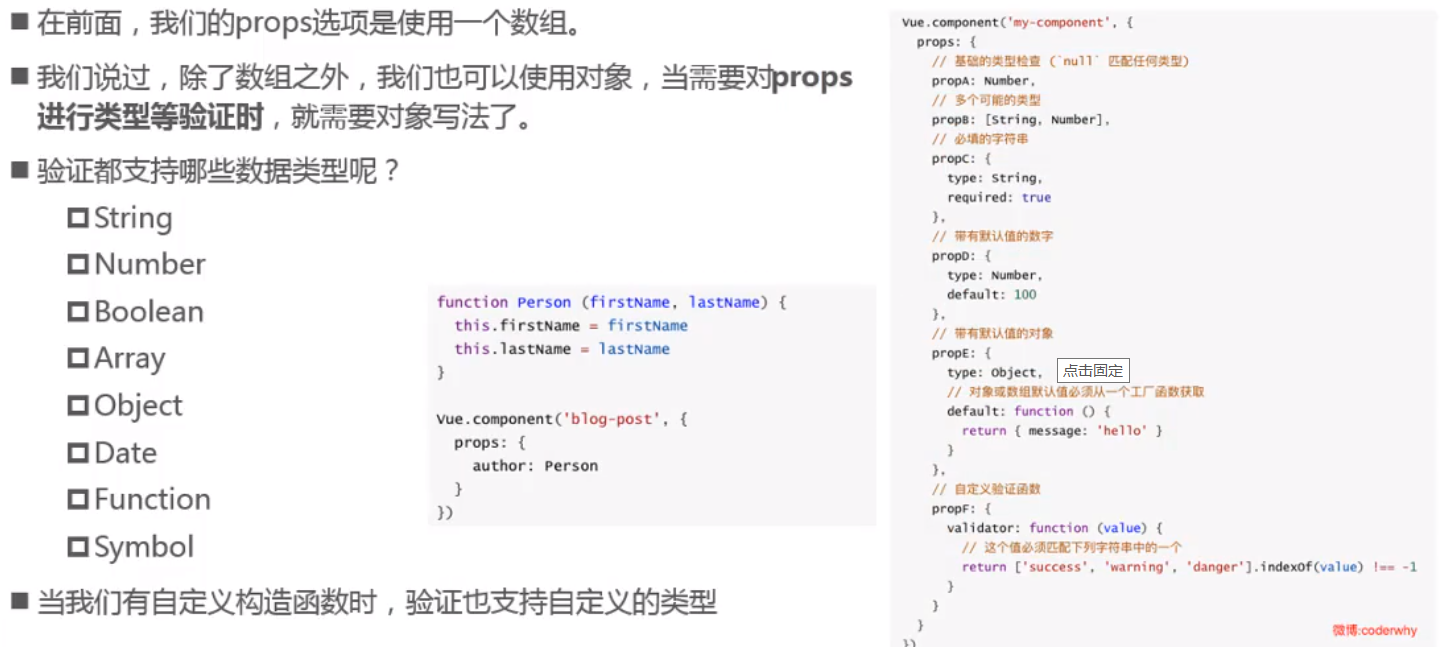 ■ 在前面，我们的props选项是使用一个数组。
■ 我们说过，除了数组之外，我们也可以使用对象，当需要对props
进行类型等验证时，就需要对象写法了。
■ 验证都支持哪些数据类型呢？
String
Number
Boolean
Array
Object
Date
Function
Symbol
■ 当我们有自定义构造函数时，验证也支持自定义的类型
function Person (firstName, lastName) {
  this.firstName = firstName
  this.lastName = lastName
}
Vue.component('blog-post', {
  props: {
    author: Person
  }
})
Vue.component('my-component', {
  props: {
    // 基础的类型检查 (`null` 匹配任何类型)
    propA: Number,
    // 多个可能的类型
    propB: [String, Number],
    // 必填的字符串
    propC: {
      type: String,
      required: true
    },
    // 带有默认值的数字
    propD: {
      type: Number,
      default: 100
    },
    // 带有默认值的对象
    propE: {
      type: Object,
点击固定
      // 对象或数组默认值必须从一个工厂函数获取
      default: function () {
        return { message: 'hello' }
      }
    },
    // 自定义验证函数
    propF: {
      validator: function (value) {
        // 这个值必须匹配下列字符串中的一个
        return ['success', 'warning', 'danger'].indexOf(value) !== -1
      }
    }
  }
})
微博:coderwhy